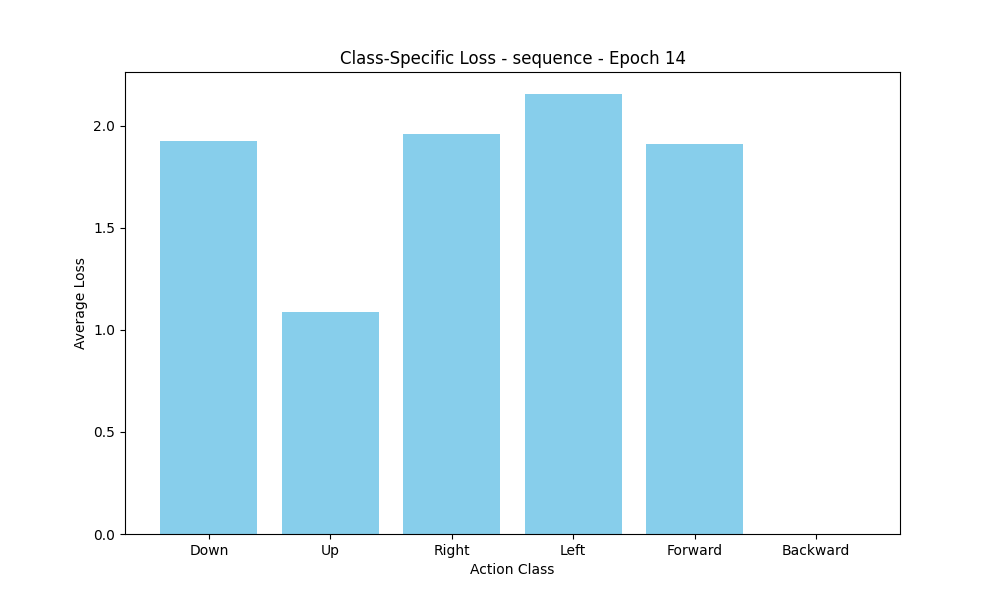 Class-Specific Loss - sequence - Epoch 14
Average Loss
2.0
1.5
1.0
0.5
0.0
Down Up Right Left Forward Backward
Action Class